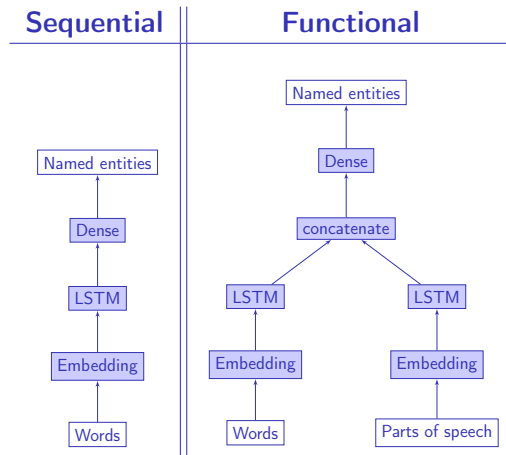 Sequential
Functional
Named entities
Dense
LSTM
Embedding
Words
Named entities
Dense
concatenate
LSTM
LSTM
Embedding
Embedding
Words
Parts of speech